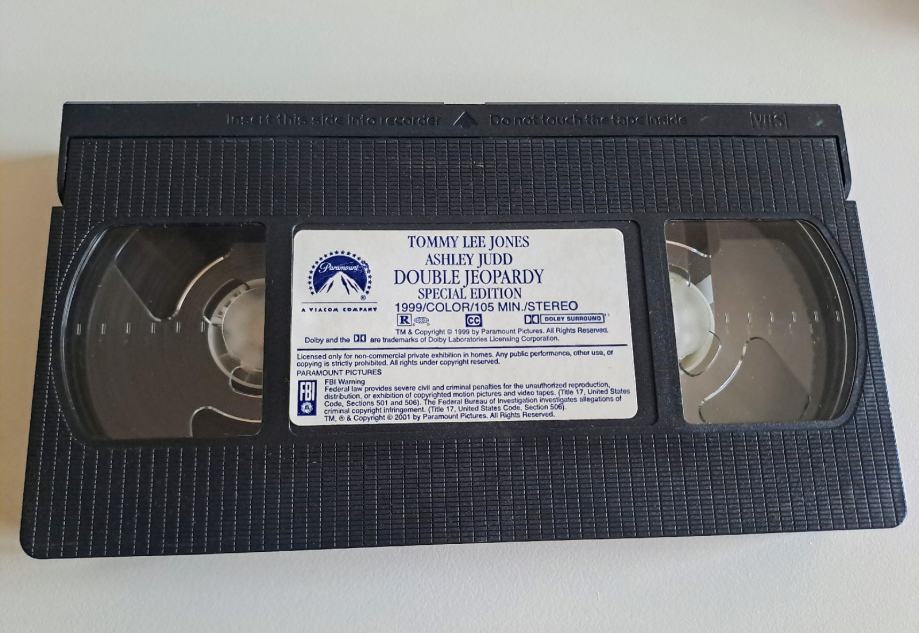 Insert this side into recorder Do not touch the tape inside VHS
Paramount
®
A VIACOM COMPANY
TOMMY LEE JONES
ASHLEY JUDD
DOUBLE JEOPARDY
SPECIAL EDITION
1999/COLOR/105 MIN./STEREO
R CC DOLBY SURROUND
TM & Copyright © 1999 by Paramount Pictures. All Rights Reserved.
Dolby and the DD are trademarks of Dolby Laboratories Licensing Corporation.
Licensed only for non-commercial private exhibition in homes. Any public performance, other use, or
copying is strictly prohibited. All rights under copyright reserved.
PARAMOUNT PICTURES
FBI
FBI Warning
Federal law provides severe civil and criminal penalties for the unauthorized reproduction,
distribution, or exhibition of copyrighted motion pictures and video tapes. (Title 17, United States
Code, Sections 501 and 506). The Federal Bureau of Investigation investigates allegations of
criminal copyright infringement. (Title 17, United States Code, Section 506).
TM, ® & Copyright © 2001 by Paramount Pictures. All Rights Reserved.